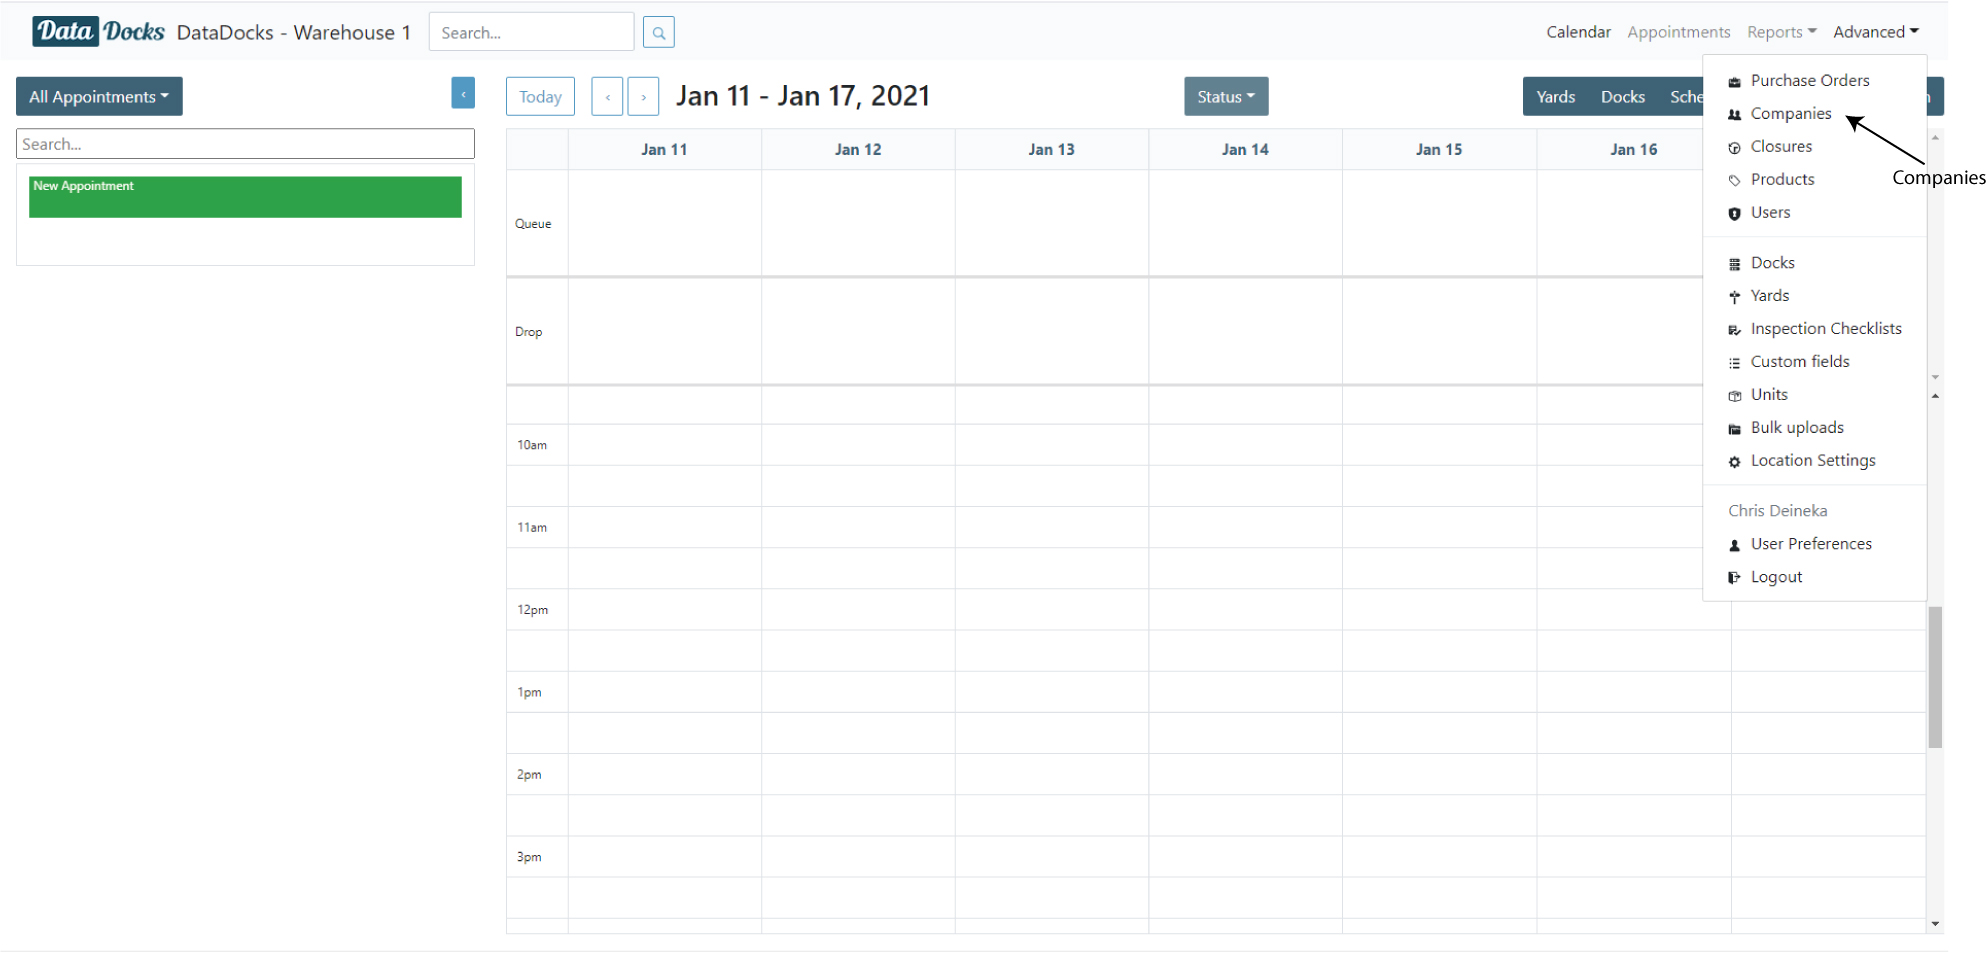 Data Docks DataDocks - Warehouse 1 Search... Calendar Appointments Reports Advanced
All Appointments
Search...
New Appointment
Today Jan 11 - Jan 17, 2021 Status Yards Docks Sche
Jan 11 Jan 12 Jan 13 Jan 14 Jan 15 Jan 16
Queue
Drop
10am
11am
12pm
1pm
2pm
3pm
Purchase Orders
Companies
Closures
Products
Users
Docks
Yards
Inspection Checklists
Custom fields
Units
Bulk uploads
Location Settings
Chris Deineka
User Preferences
Logout
Companies